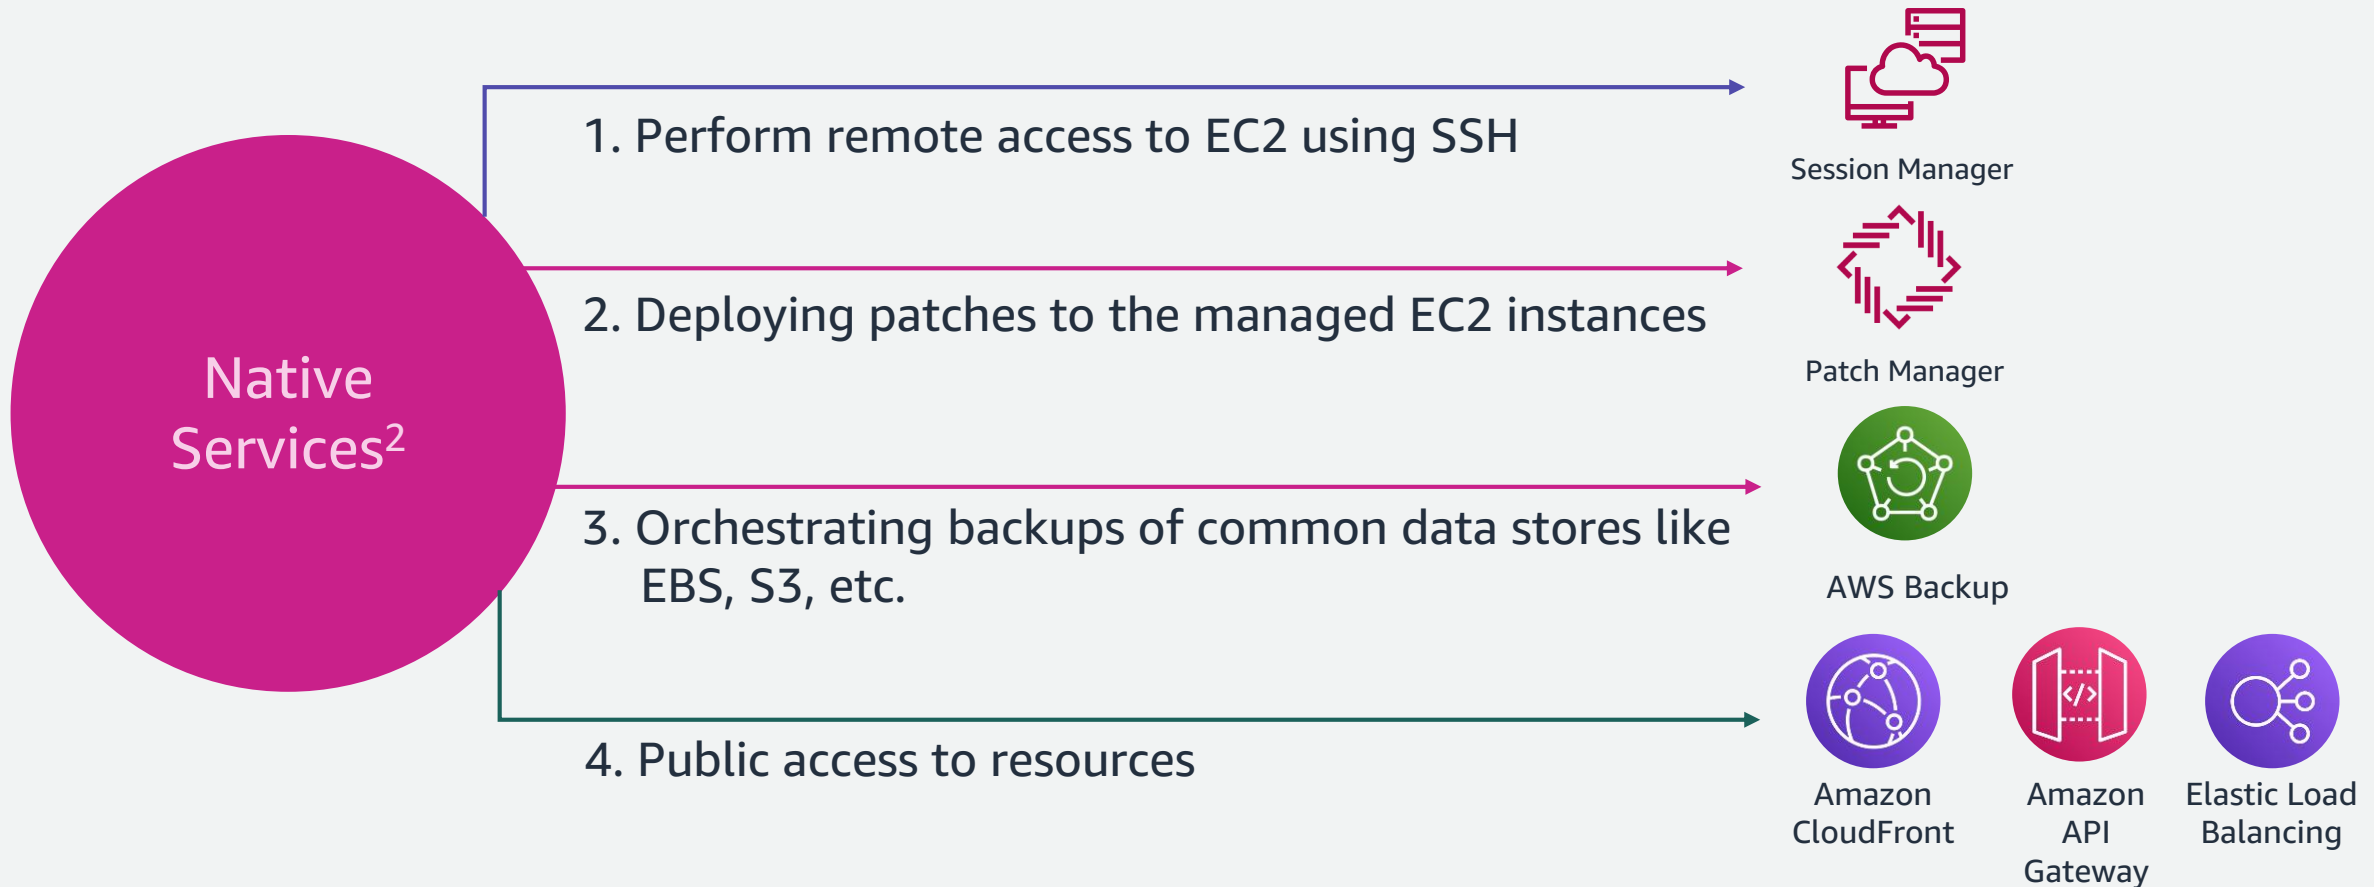 Native
Services²
1. Perform remote access to EC2 using SSH
Session Manager
2. Deploying patches to the managed EC2 instances
Patch Manager
3. Orchestrating backups of common data stores like
EBS, S3, etc.
AWS Backup
4. Public access to resources
</>
Amazon
CloudFront
Amazon
API
Gateway
Elastic Load
Balancing